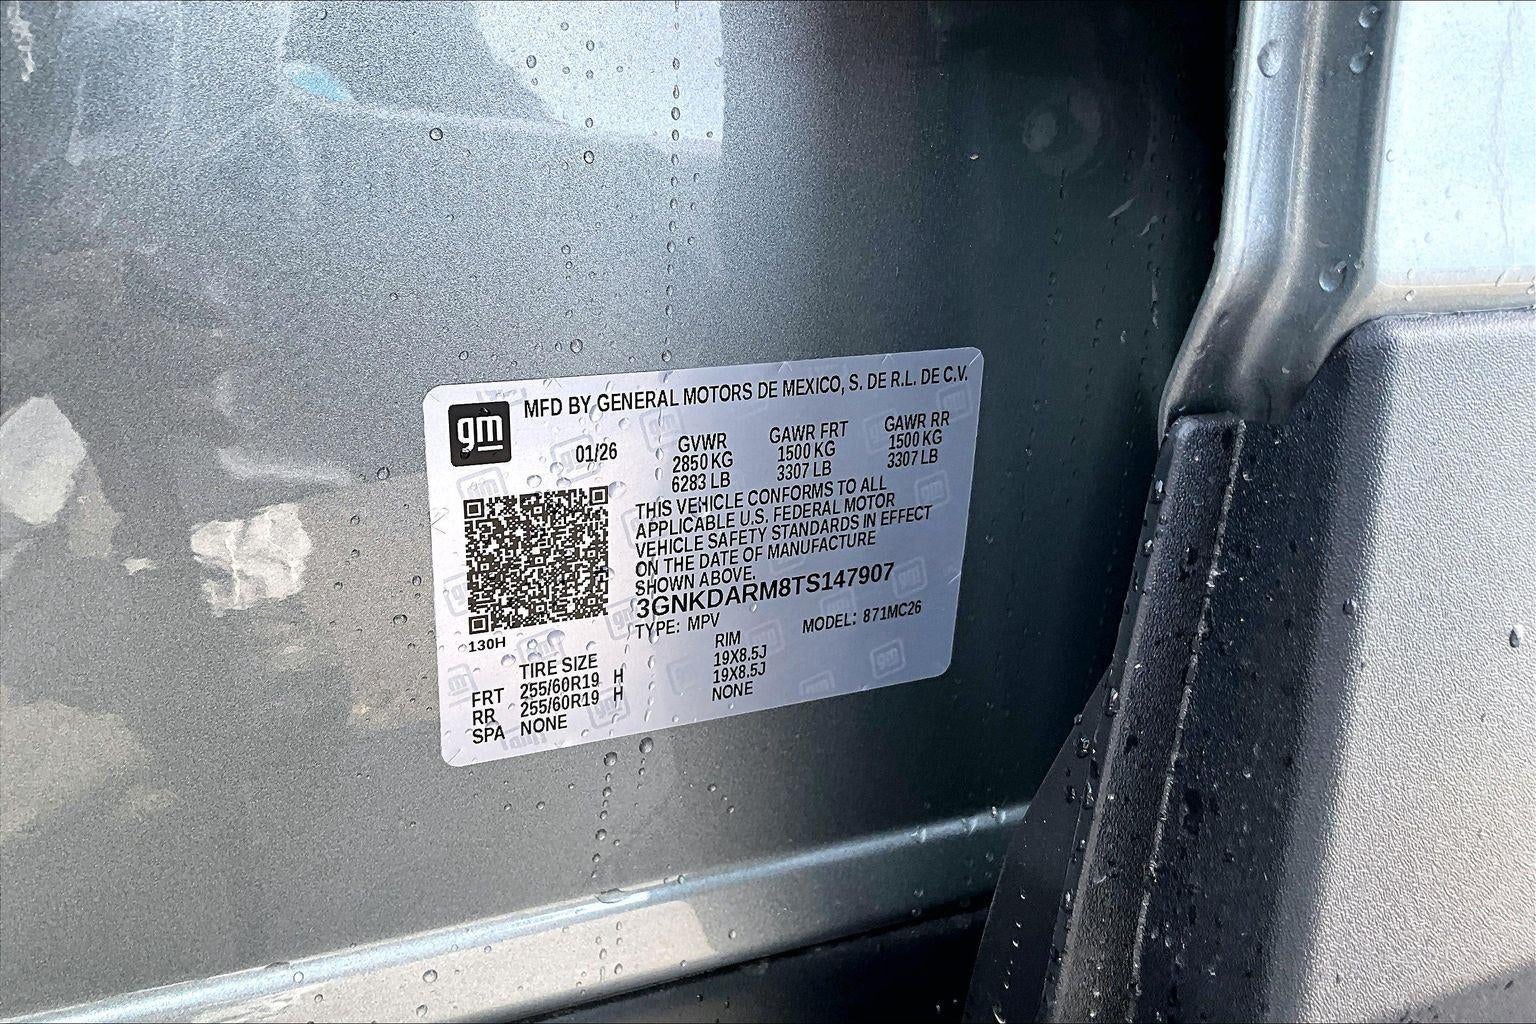 gm
MFD BY GENERAL MOTORS DE MEXICO, S. DE R.L. DE C.V.
01/26 GVWR GAWR FRT GAWR RR
2850 KG 1500 KG 1500 KG
6283 LB 3307 LB 3307 LB
THIS VEHICLE CONFORMS TO ALL
APPLICABLE U.S. FEDERAL MOTOR
VEHICLE SAFETY STANDARDS IN EFFECT
ON THE DATE OF MANUFACTURE
SHOWN ABOVE.
3GNKDARM8TS147907
TYPE: MPV MODEL: 871MC26
130H
TIRE SIZE RIM
FRT 255/60R19 H 19X8.5J
RR 255/60R19 H 19X8.5J
SPA NONE NONE